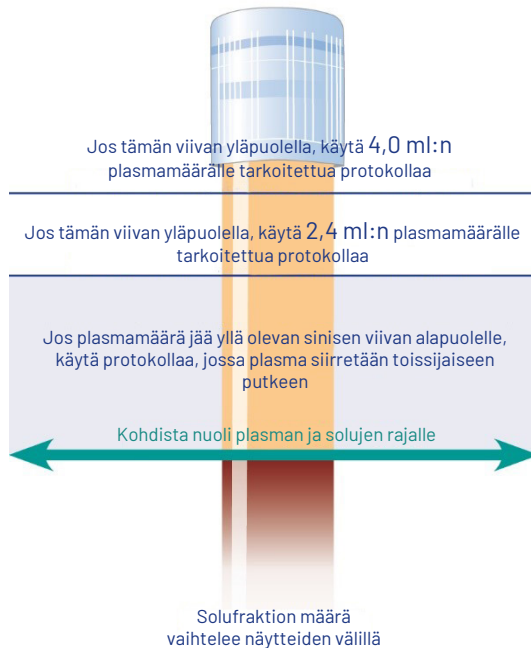 Jos tämän viivan yläpuolella, käytä 4,0 ml:n
plasmamäärälle tarkoitettua protokollaa
Jos tämän viivan yläpuolella, käytä 2,4 ml:n plasmamäärälle
tarkoitettua protokollaa
Jos plasmamäärä jää yllä olevan sinisen viivan alapuolelle,
käytä protokollaa, jossa plasma siirretään toissijaiseen
putkeen
Kohdista nuoli plasman ja solujen rajalle
Solufraktion määrä
vaihtelee näytteiden välillä